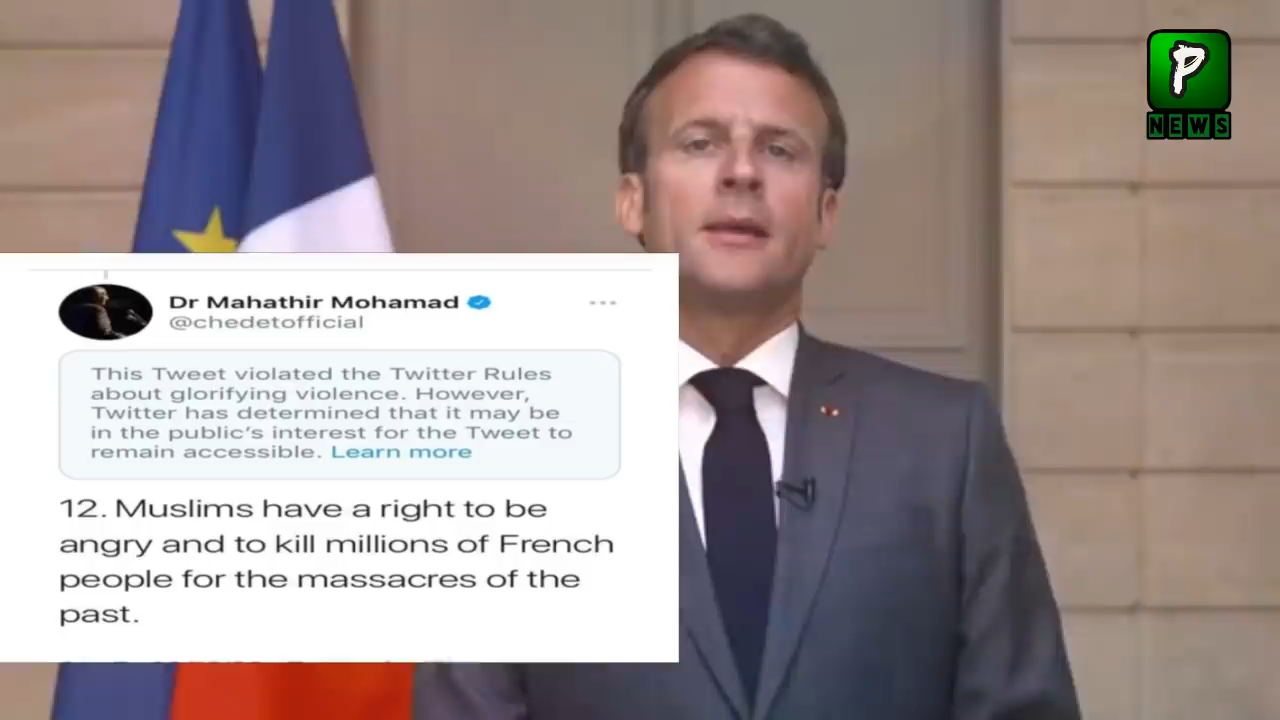 P
NEWS
Dr Mahathir Mohamad
@chedetofficial
This Tweet violated the Twitter Rules
about glorifying violence. However,
Twitter has determined that it may be
in the public's interest for the Tweet to
remain accessible. Learn more
12. Muslims have a right to be
angry and to kill millions of French
people for the massacres of the
past.